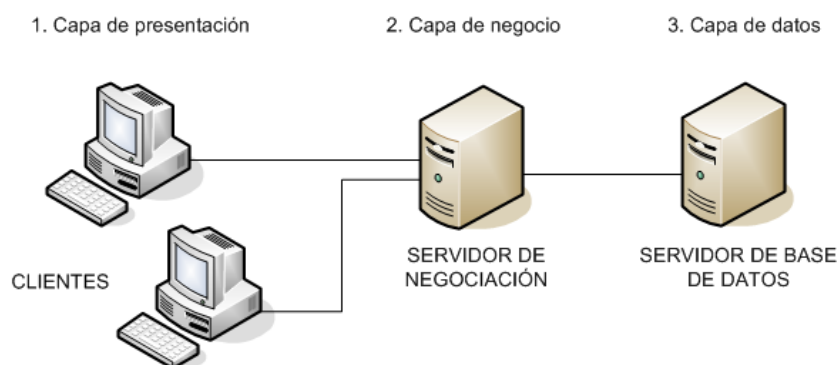 1. Capa de presentación
2. Capa de negocio
3. Capa de datos
CLIENTES
SERVIDOR DE
NEGOCIACIÓN
SERVIDOR DE BASE
DE DATOS